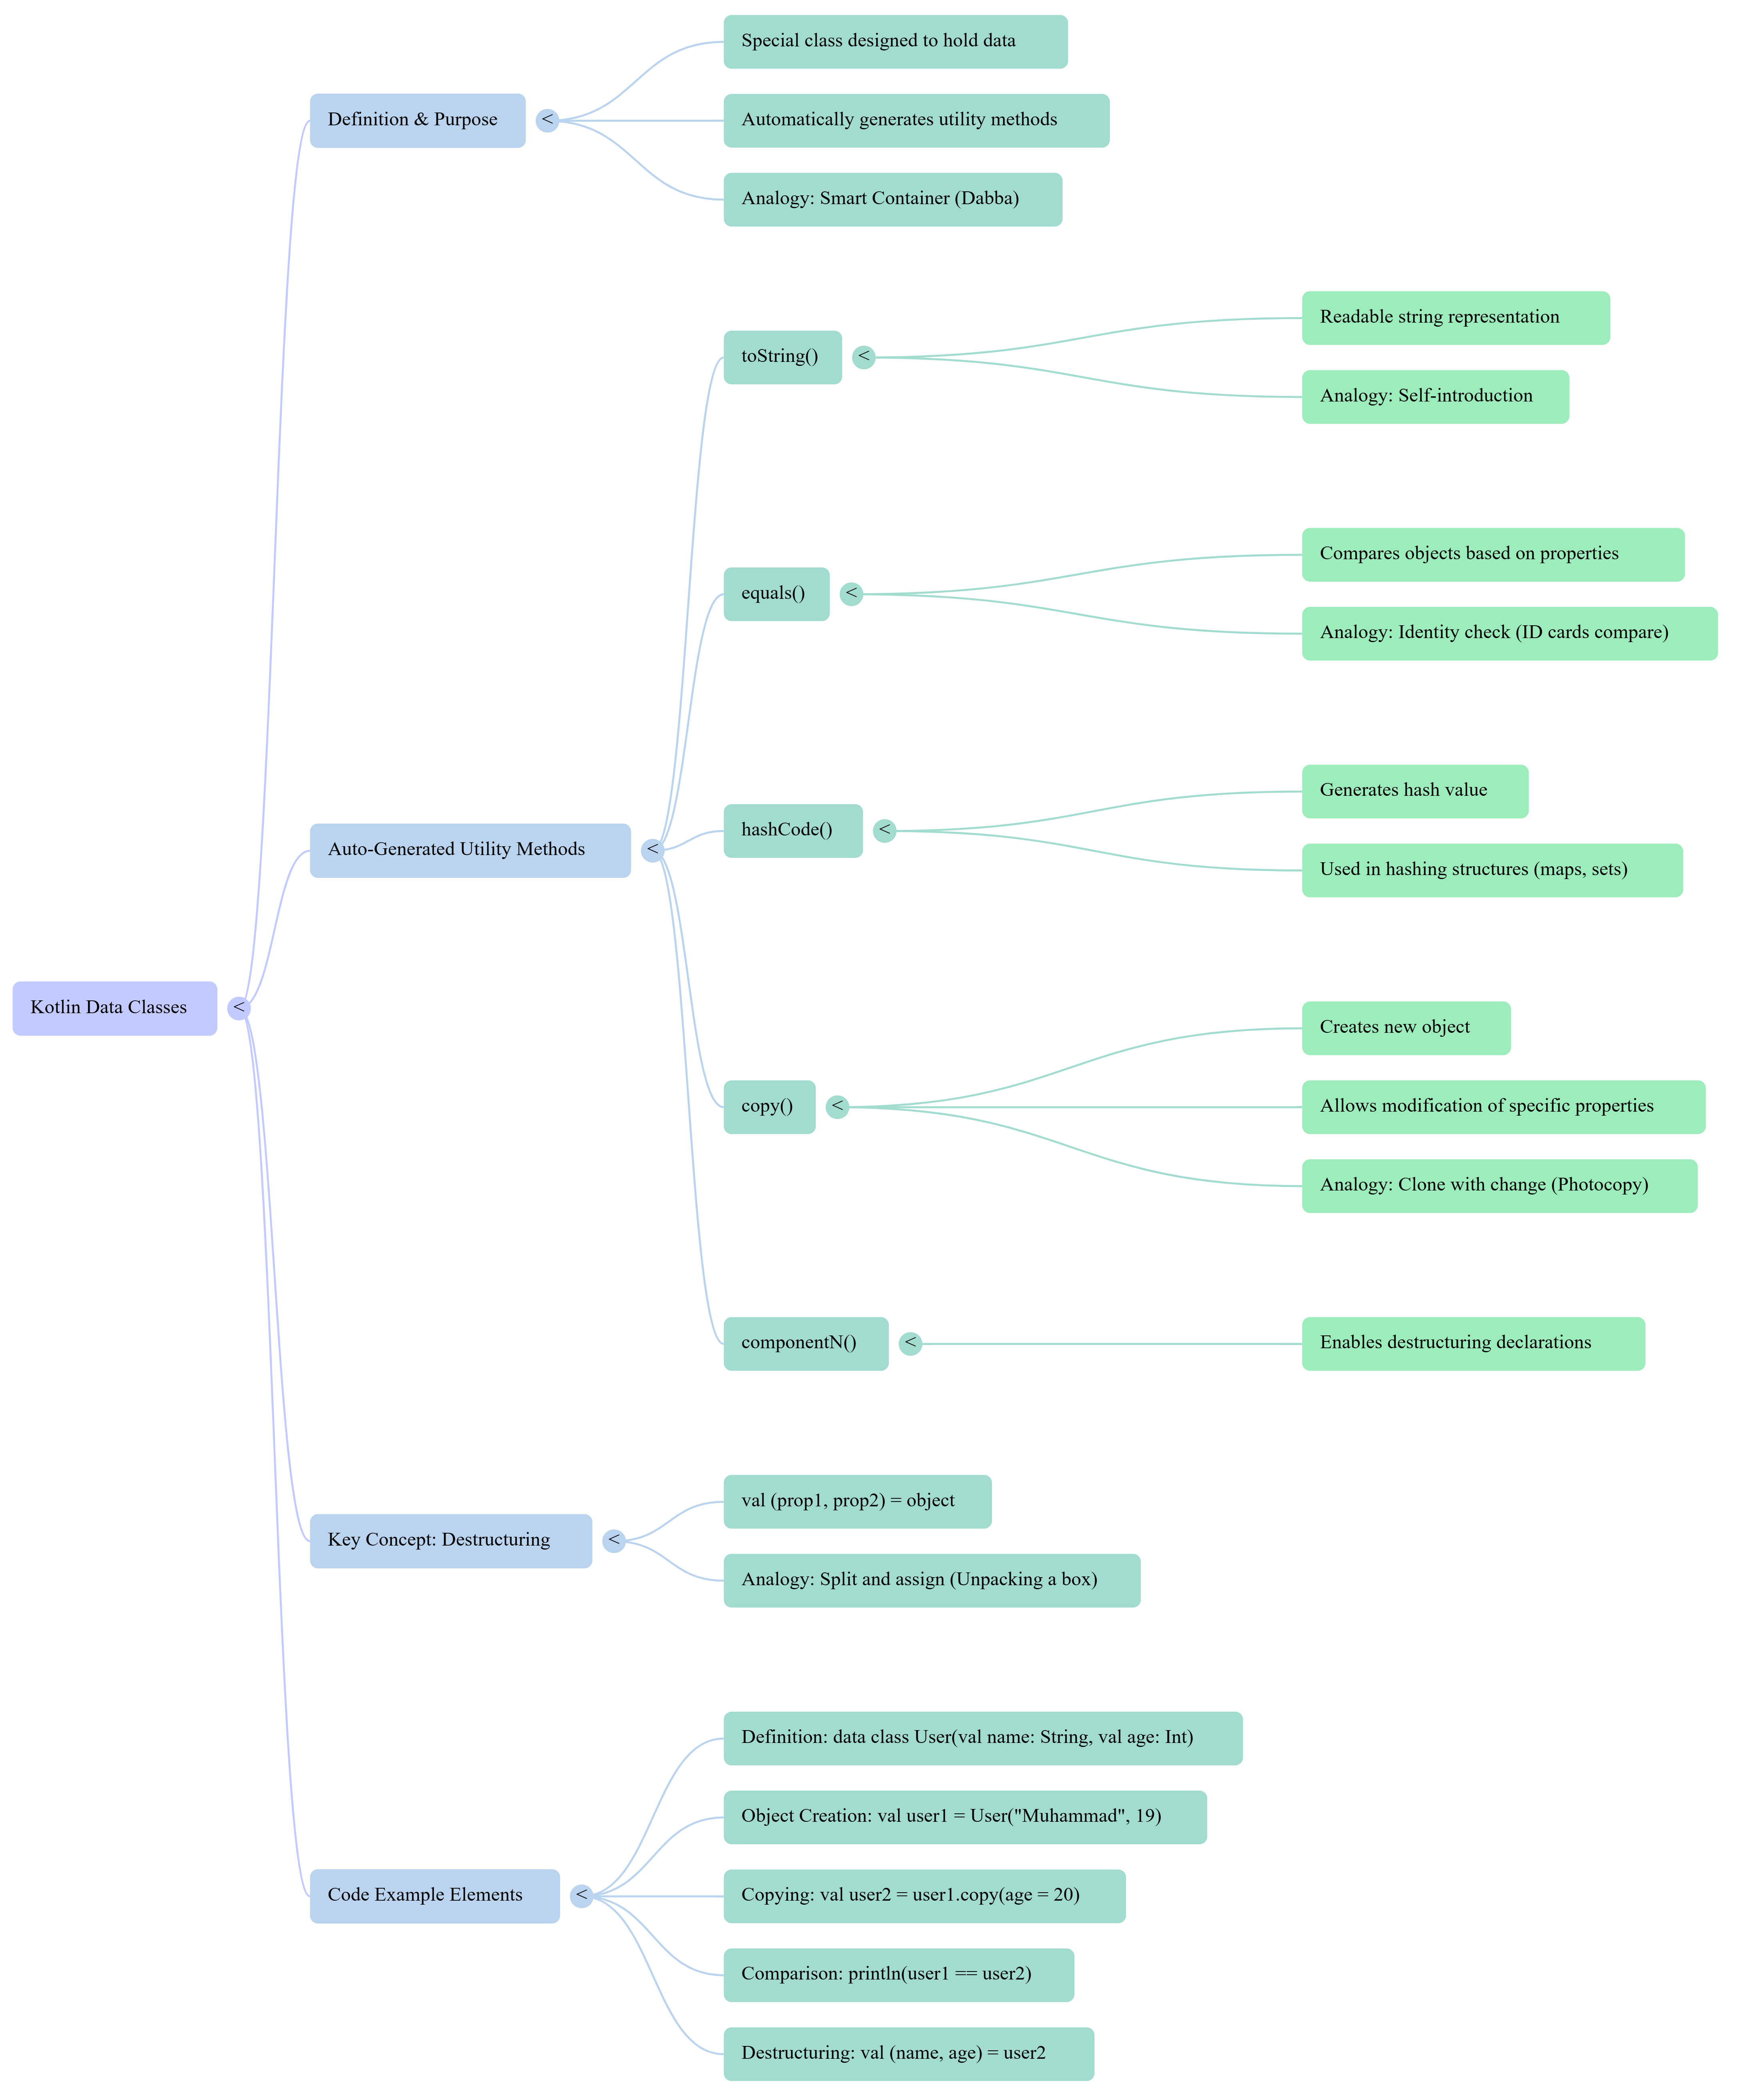 Kotlin Data Classes
<
Definition & Purpose
<
Special class designed to hold data
Automatically generates utility methods
Analogy: Smart Container (Dabba)
Auto-Generated Utility Methods
<
toString()
<
Readable string representation
Analogy: Self-introduction
equals()
<
Compares objects based on properties
Analogy: Identity check (ID cards compare)
hashCode()
<
Generates hash value
Used in hashing structures (maps, sets)
copy()
<
Creates new object
Allows modification of specific properties
Analogy: Clone with change (Photocopy)
componentN()
<
Enables destructuring declarations
Key Concept: Destructuring
<
val (prop1, prop2) = object
Analogy: Split and assign (Unpacking a box)
Code Example Elements
<
Definition: data class User(val name: String, val age: Int)
Object Creation: val user1 = User("Muhammad", 19)
Copying: val user2 = user1.copy(age = 20)
Comparison: println(user1 == user2)
Destructuring: val (name, age) = user2